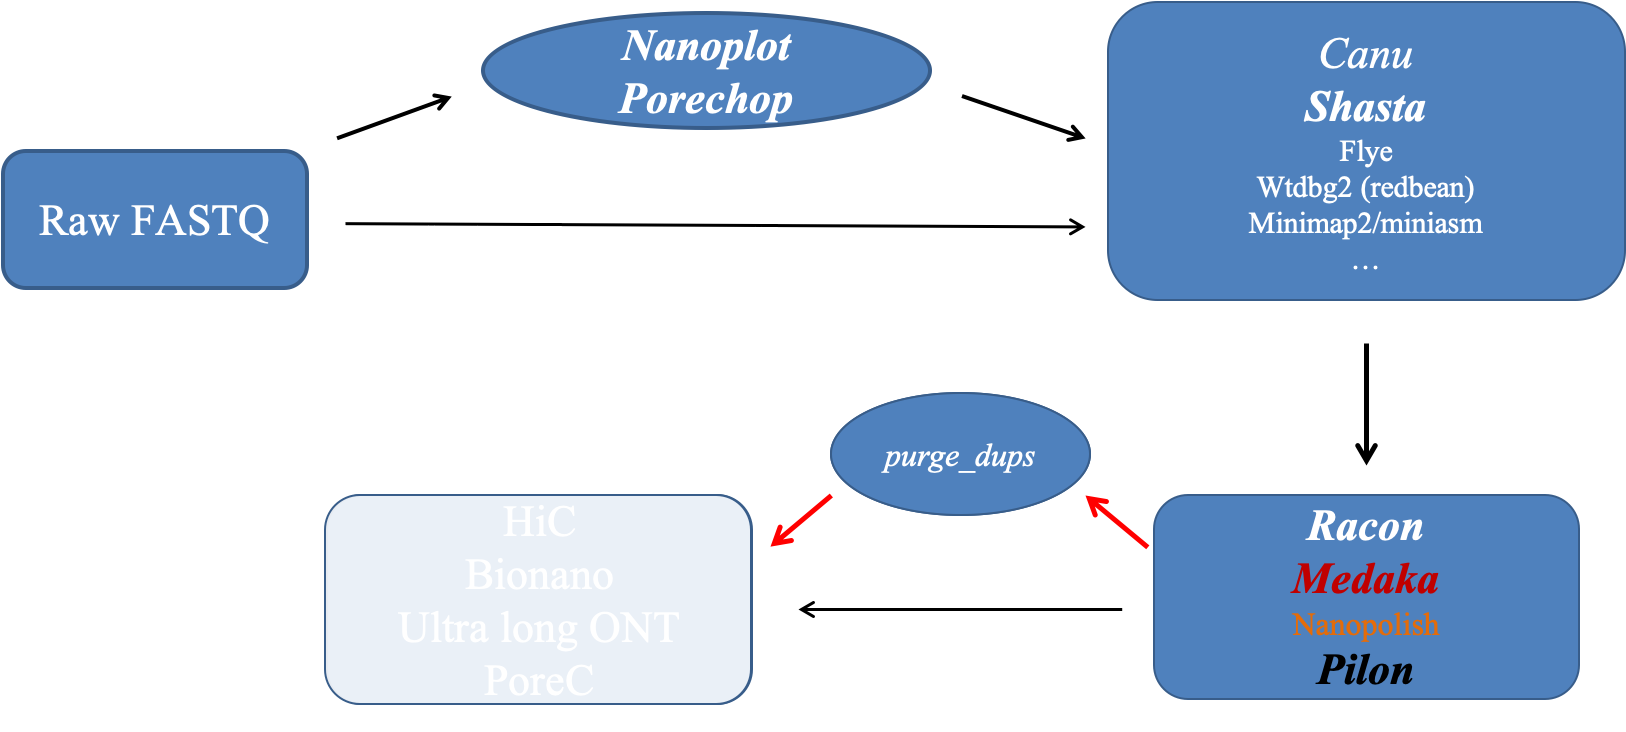 Nanoplot
Porechop
Raw FASTQ
Canu
Shasta
Flye
Wtdbg2 (redbean)
Minimap2/miniasm
…
Racon
Medaka
Nanopolish
Pilon
purge_dups
HiC
Bionano
Ultra long ONT
PoreC